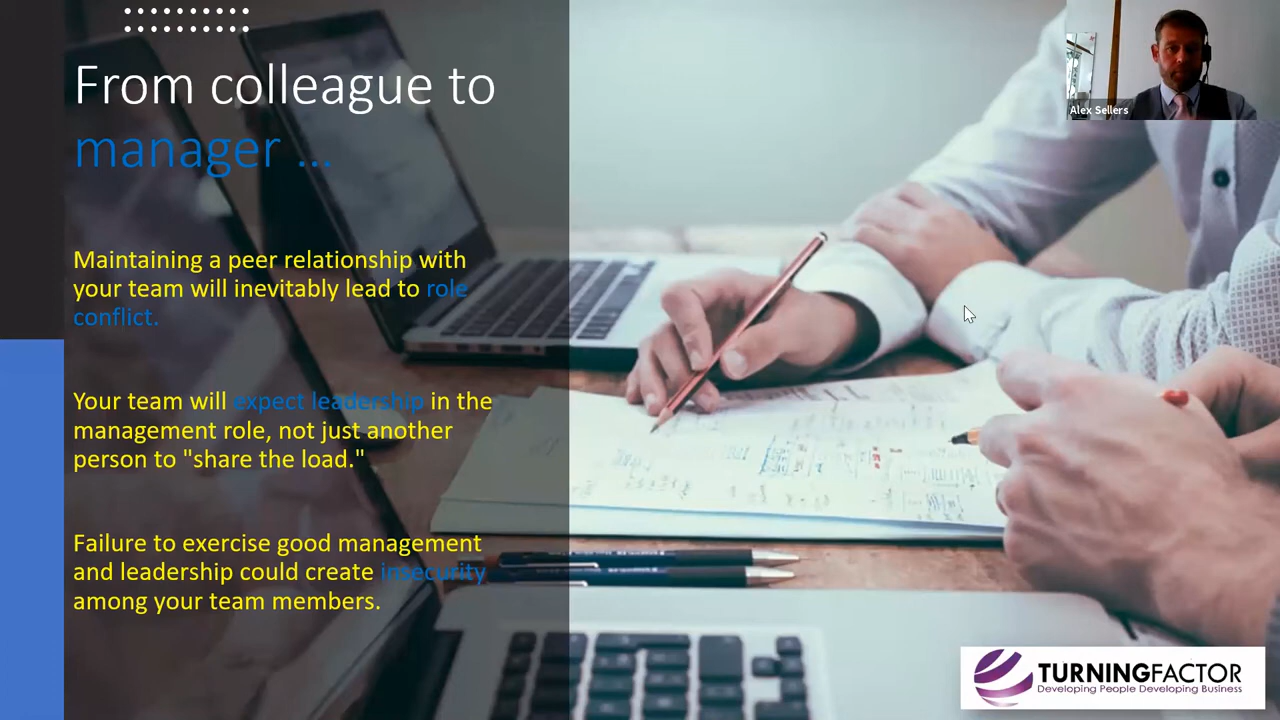 From colleague to
manager ...
Alex Sellers
Maintaining a peer relationship with
your team will inevitably lead to role
conflict.
Your team will expect leadership in the
management role, not just another
person to "share the load."
Failure to exercise good management
and leadership could create insecurity
among your team members.
TURNINGFACTOR
Developing People Developing Business